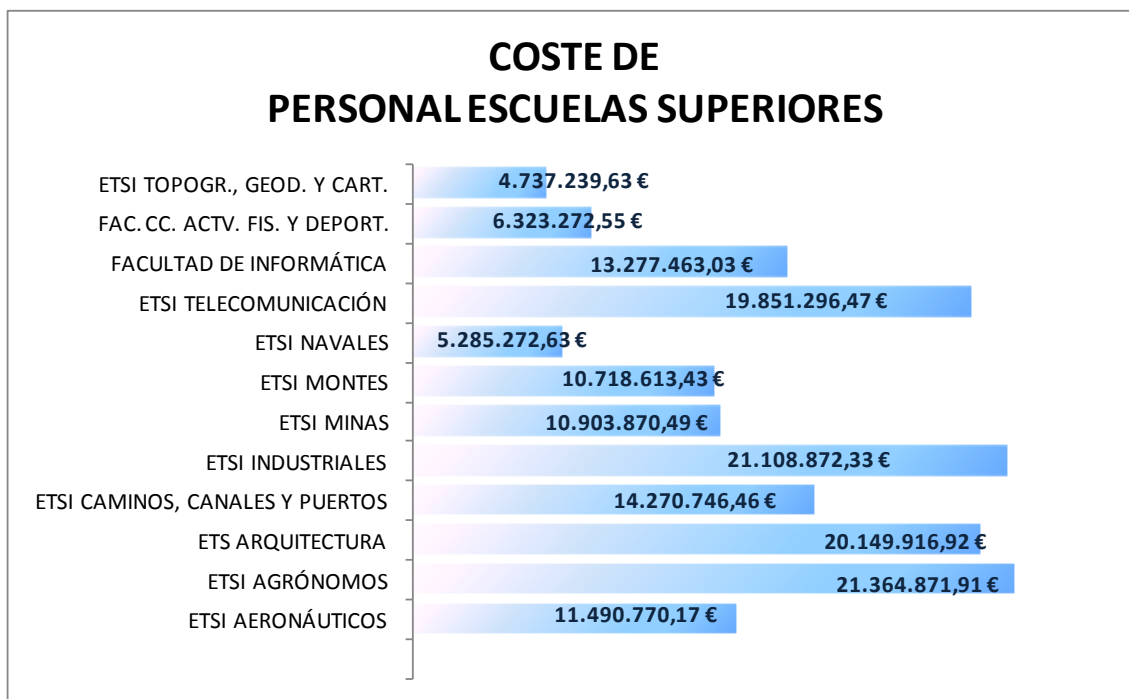 COSTE DE
PERSONAL ESCUELAS SUPERIORES
ETSI TOPOGR., GEOD. Y CART. 4.737.239,63 €
FAC. CC. ACTV. FIS. Y DEPORT. 6.323.272,55 €
FACULTAD DE INFORMÁTICA 13.277.463,03 €
ETSI TELECOMUNICACIÓN 19.851.296,47 €
ETSI NAVALES 5.285.272,63 €
ETSI MONTES 10.718.613,43 €
ETSI MINAS 10.903.870,49 €
ETSI INDUSTRIALES 21.108.872,33 €
ETSI CAMINOS, CANALES Y PUERTOS 14.270.746,46 €
ETS ARQUITECTURA 20.149.916,92 €
ETSI AGRÓNOMOS 21.364.871,91 €
ETSI AERONÁUTICOS 11.490.770,17 €